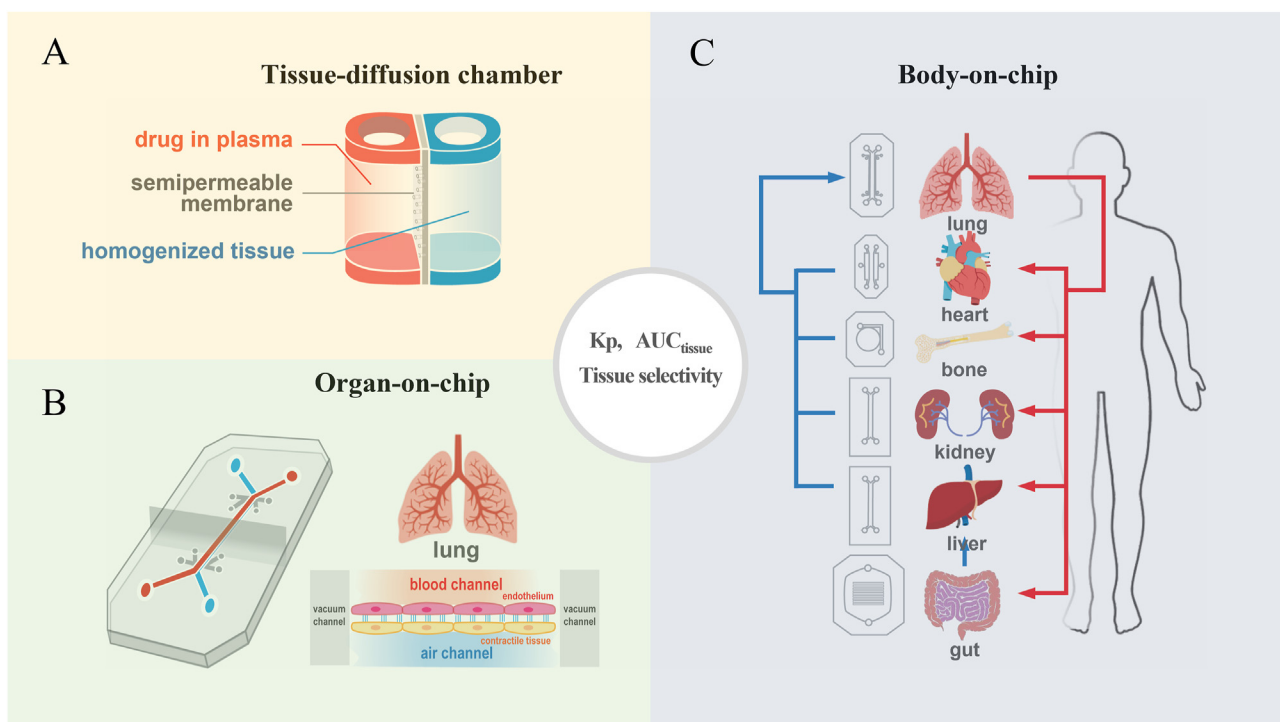 A
Tissue-diffusion chamber
drug in plasma
semipermeable
membrane
homogenized tissue
B
Organ-on-chip
lung
blood channel
endothelium
vacuum
channel
vacuum
channel
contractile tissue
air channel
Kp, AUCtissue
Tissue selectivity
C
Body-on-chip
lung
heart
bone
kidney
liver
gut